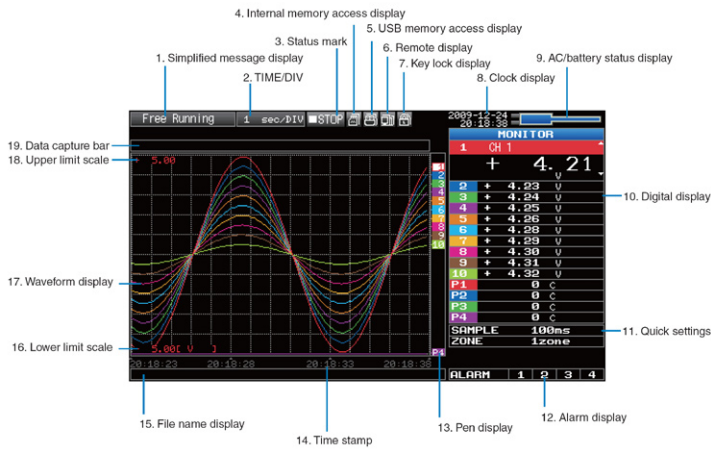 4. Internal memory access display
5. USB memory access display
3. Status mark
6. Remote display
1. Simplified message display
7. Key lock display
9. AC/battery status display
2. TIME/DIV
8. Clock display
Free Running 1 sec/DIV STOP
2009-12-24
20:18:38
MONITOR
19. Data capture bar
1 CH 1
18. Upper limit scale
+ 5.00
1
+ 4.21
V
2
2 + 4.23 V
3
3 + 4.24 V
10. Digital display
4
4 + 4.25 V
5
5 + 4.26 V
6
6 + 4.28 V
7
7 + 4.29 V
8
8 + 4.30 V
9
9 + 4.31 V
10
10 + 4.32 V
17. Waveform display
P1 0 C
P2 0 C
P3 0 C
P4 0 C
SAMPLE 100ms
11. Quick settings
ZONE 1zone
16. Lower limit scale
- 5.00[ V ]
P4
20:18:23 20:18:28 20:18:33 20:18:38
ALARM 1 2 3 4
15. File name display
14. Time stamp
13. Pen display
12. Alarm display